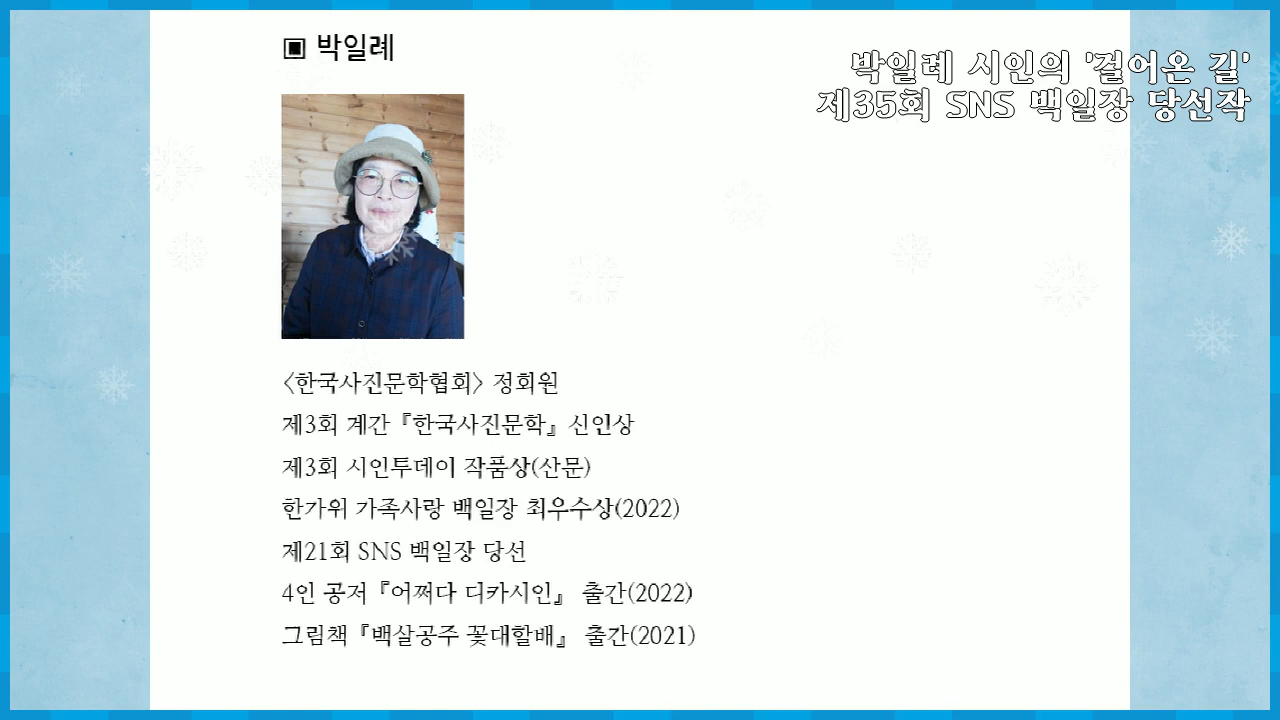 ▣ 박일례
박일례 시인의 '걸어온 길'
제35회 SNS 백일장 당선작
〈한국사진문학협회〉 정회원
제3회 계간『한국사진문학』신인상
제3회 시인투데이 작품상(산문)
한가위 가족사랑 백일장 최우수상(2022)
제21회 SNS 백일장 당선
4인 공저『어쩌다 디카시인』 출간(2022)
그림책『백살공주 꽃대할배』 출간(2021)